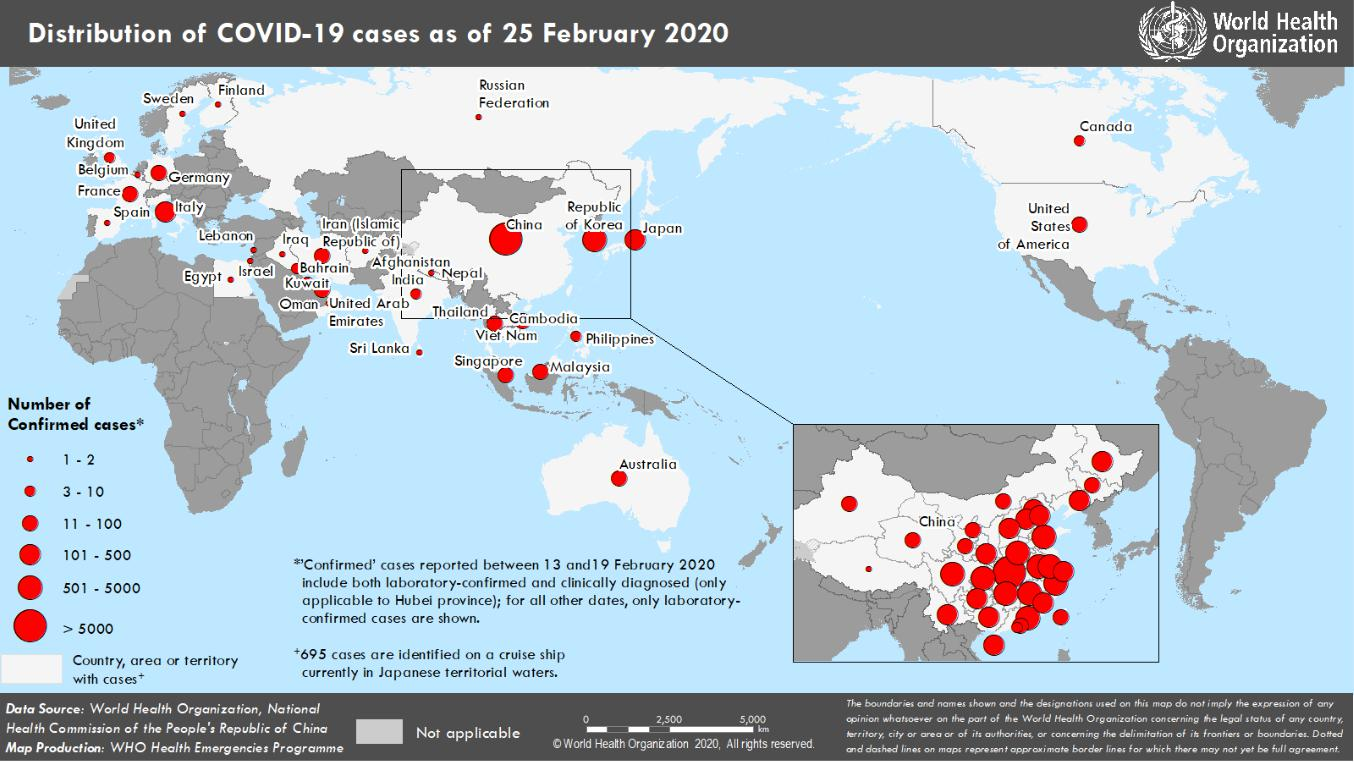 Distribution of COVID-19 cases as of 25 February 2020
World Health
Organization
Russian
Federation
Finland
Sweden
United
Kingdom
Belgium
Germany
France
Spain
Italy
Lebanon
Iraq
Iran (Islamic
Republic of)
Afghanistan
Egypt
Israel
Bahrain
Kuwait
India
Nepal
Oman
United Arab
Emirates
Sri Lanka
China
Republic
of Korea
Japan
Thailand
Cambodia
Viet Nam
Philippines
Singapore
Malaysia
Australia
Canada
United
States
of America
China
Number of
Confirmed cases*
1 - 2
3 - 10
11 - 100
101 - 500
501 - 5000
> 5000
Country, area or territory
with cases+
*'Confirmed' cases reported between 13 and19 February 2020
include both laboratory-confirmed and clinically diagnosed (only
applicable to Hubei province); for all other dates, only laboratory-
confirmed cases are shown.
+695 cases are identified on a cruise ship
currently in Japanese territorial waters.
Data Source: World Health Organization, National
Health Commission of the People's Republic of China
Map Production: WHO Health Emergencies Programme
Not applicable
0 2,500 5,000
km
© World Health Organization 2020, All rights reserved.
The boundaries and names shown and the designations used on this map do not imply the expression of any
opinion whatsoever on the part of the World Health Organization concerning the legal status of any country,
territory, city or area or of its authorities, or concerning the delimitation of its frontiers or boundaries. Dotted
and dashed lines on maps represent approximate border lines for which there may not yet be full agreement.